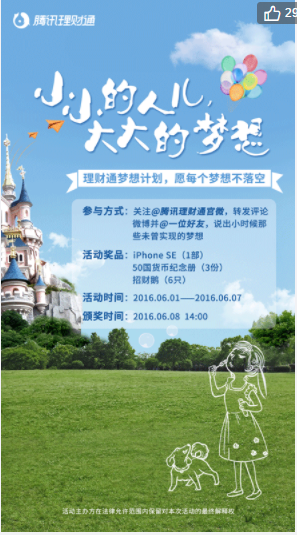 腾讯理财通
29
小小的人儿，
大大的梦想
理财通梦想计划，愿每个梦想不落空
参与方式：关注@腾讯理财通官微，转发评论
微博并@一位好友，说出小时候那
些未曾实现的梦想
活动奖品：iPhone SE（1部）
50国货币纪念册（3份）
招财鹅（6只）
活动时间：2016.06.01——2016.06.07
颁奖时间：2016.06.08 14:00
活动主办方在法律允许范围内保留对本次活动的最终解释权